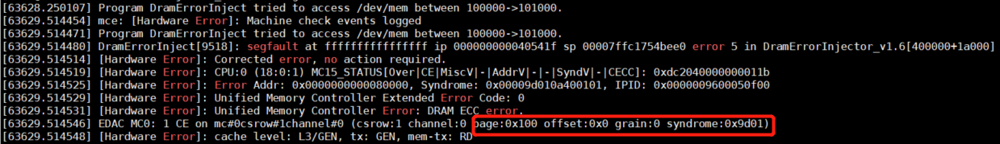 [63628.250107] Program DramErrorInject tried to access /dev/mem between 100000->101000.
[63629.514454] mce: [Hardware Error]: Machine check events logged
[63629.514471] Program DramErrorInject tried to access /dev/mem between 100000->101000.
[63629.514480] DramErrorInject[9518]: segfault at ffffffffffffffff ip 000000000040541f sp 00007ffc1754bee0 error 5 in DramErrorInjector_v1.6[400000+1a000]
[63629.514514] [Hardware Error]: Corrected error, no action required.
[63629.514519] [Hardware Error]: CPU:0 (18:0:1) MC15_STATUS[Over|CE|MiscV|-|AddrV|-|-|SyndV|-|CECC]: 0xdc2040000000011b
[63629.514525] [Hardware Error]: Error Addr: 0x0000000000080000, Syndrome: 0x00009d010a400101, IPID: 0x0000009600050f00
[63629.514529] [Hardware Error]: Unified Memory Controller Extended Error Code: 0
[63629.514531] [Hardware Error]: Unified Memory Controller Error: DRAM ECC error.
[63629.514546] EDAC MC0: 1 CE on mc#0csrow#1channel#0 (csrow:1 channel:0 page:0x100 offset:0x0 grain:0 syndrome:0x9d01)
[63629.514548] [Hardware Error]: cache level: L3/GEN, tx: GEN, mem-tx: RD